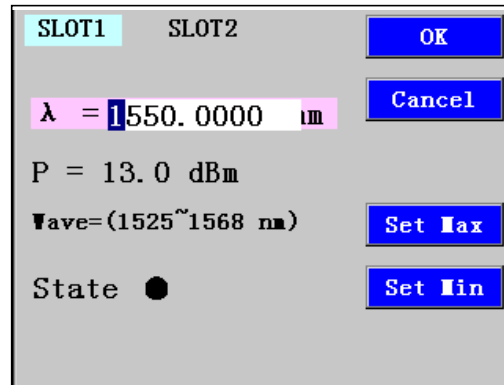 SLOT1 SLOT2
OK
Cancel
λ = 1550.0000 nm
P = 13.0 dBm
Wave=(1525~1568 nm)
Set Max
State
Set Min